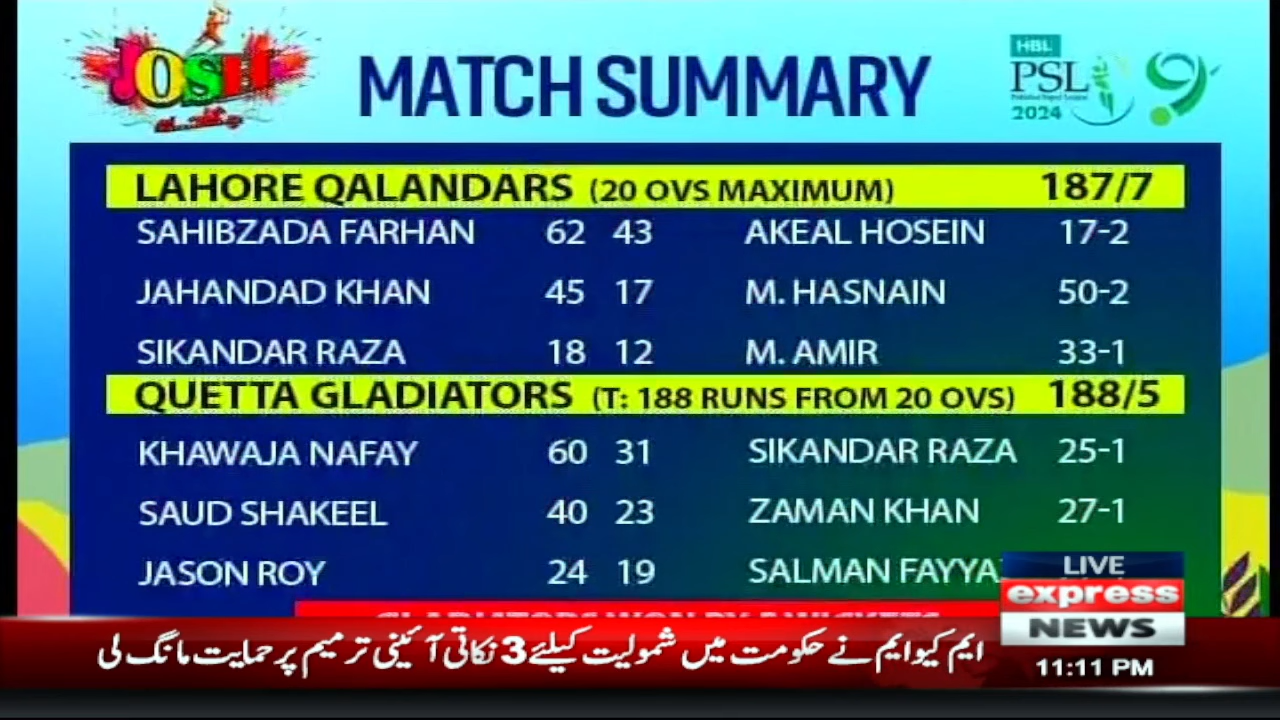 JOSH
MATCH SUMMARY
HBL
PSL
2024
9
LAHORE QALANDARS (20 OVS MAXIMUM) 187/7
SAHIBZADA FARHAN 62 43 AKEAL HOSEIN 17-2
JAHANDAD KHAN 45 17 M. HASNAIN 50-2
SIKANDAR RAZA 18 12 M. AMIR 33-1
QUETTA GLADIATORS (T: 188 RUNS FROM 20 OVS) 188/5
KHAWAJA NAFAY 60 31 SIKANDAR RAZA 25-1
SAUD SHAKEEL 40 23 ZAMAN KHAN 27-1
JASON ROY 24 19 SALMAN
LIVE
express
NEWS
11:11 PM
ایم کیو ایم نے حکومت میں شمولیت کیلئے 3 نکاتی آئینی ترمیم پر حمایت مانگ لی